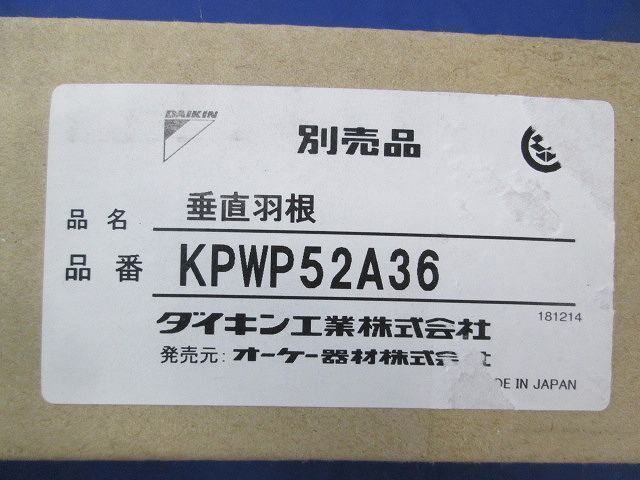 DAIKIN
別売品
品名 垂直羽根
品番 KPWP52A36
ダイキン工業株式会社
181214
発売元:オーケー器材株式会社
DE IN JAPAN